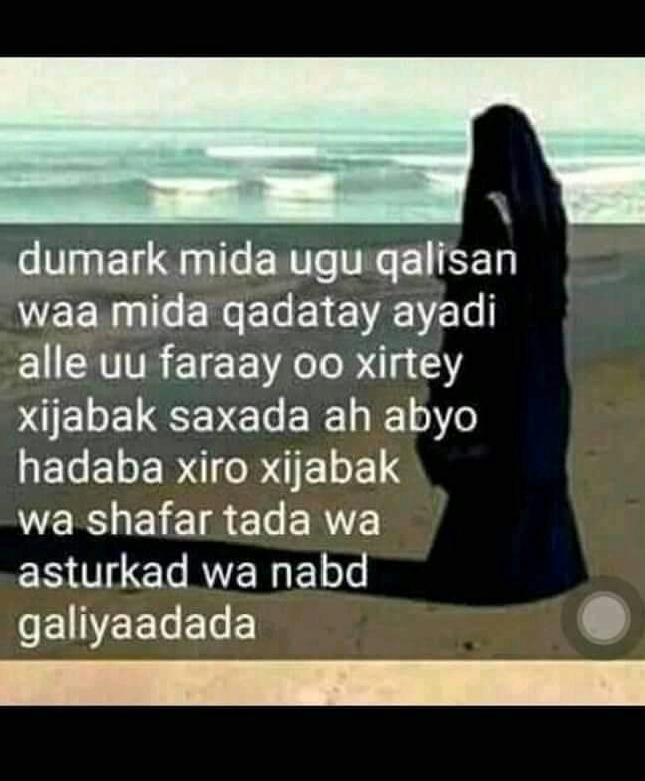 dumark mida ugu qalisan
waa mida qadatay ayadi
alle uu faraay oo xirtey
xijabak saxada ah abyo
hadaba xiro xijabak
wa shafar tada wa
asturkad wa nabd
galiyaadada